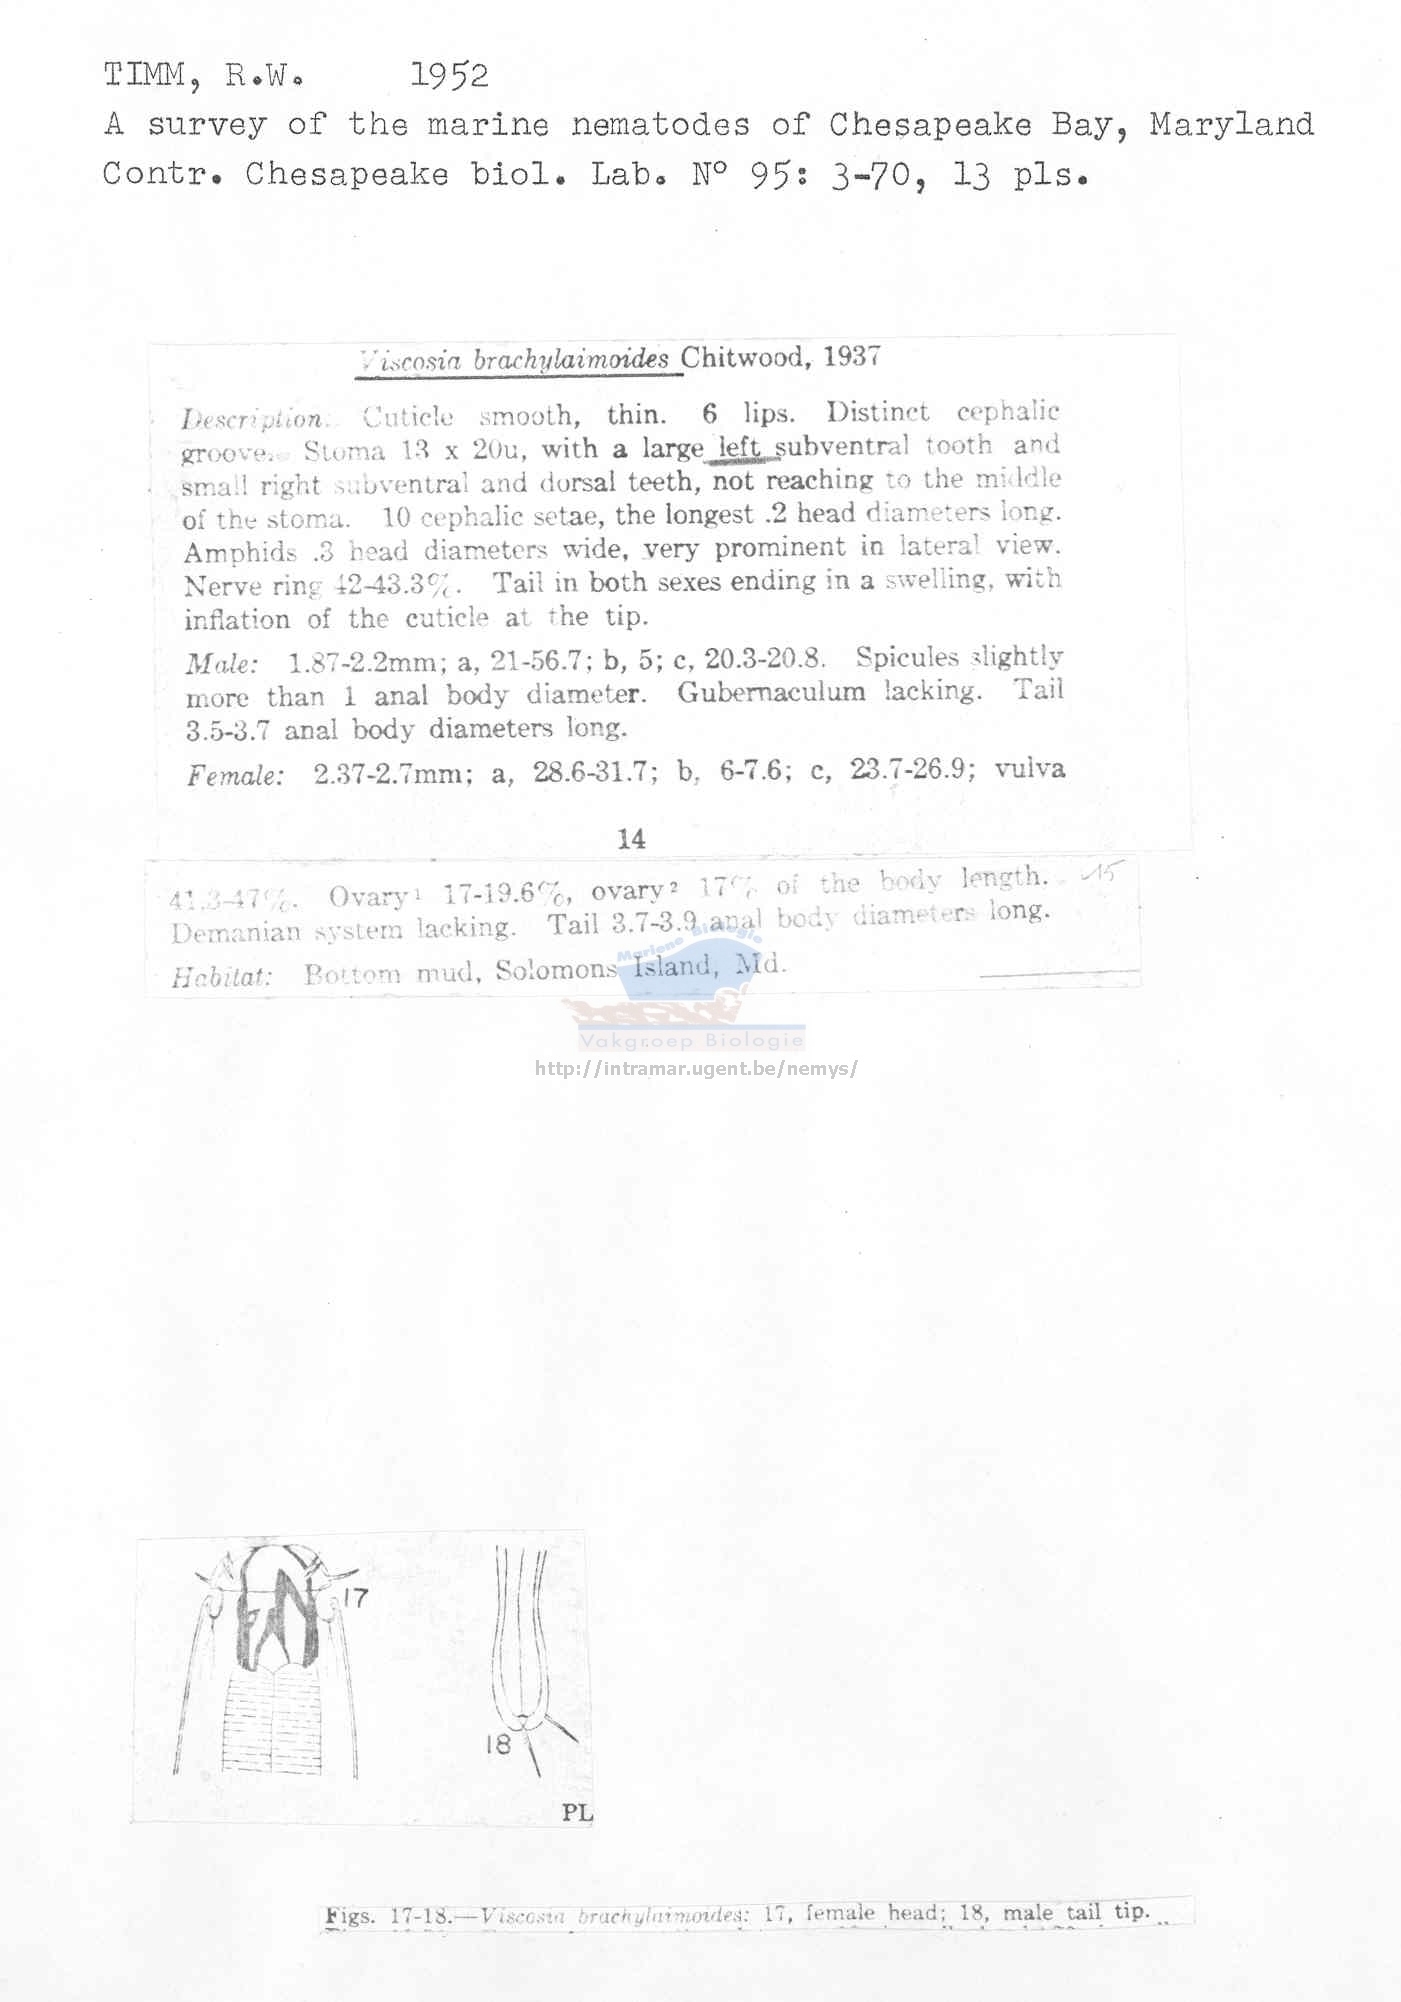 TIMM, R.W. 1952
A survey of the marine nematodes of Chesapeake Bay, Maryland
Contr. Chesapeake biol. Lab. Nº 95: 3-70, 13 pls.
Viscosia brachylaimoides Chitwood, 1937
Description. Cuticle smooth, thin. 6 lips. Distinct cephalic
groove. Stoma 13 x 20u, with a large left subventral tooth and
small right subventral and dorsal teeth, not reaching to the middle
of the stoma. 10 cephalic setae, the longest .2 head diameters long.
Amphids .3 head diameters wide, very prominent in lateral view.
Nerve ring 42-43.3%. Tail in both sexes ending in a swelling, with
inflation of the cuticle at the tip.
Male: 1.87-2.2mm; a, 21-56.7; b, 5; c, 20.3-20.8. Spicules slightly
more than 1 anal body diameter. Gubernaculum lacking. Tail
3.5-3.7 anal body diameters long.
Female: 2.37-2.7mm; a, 28.6-31.7; b, 6-7.6; c, 23.7-26.9; vulva
14
41.3-47%. Ovary¹ 17-19.6%, ovary² 17% of the body length.
15
Demanian system lacking. Tail 3.7-3.9 anal body diameters long.
Habitat: Bottom mud, Solomons Island, Md.
Mariene Biologie
Vakgroep Biologie
http://intramar.ugent.be/nemys/
17
18
PL
Figs. 17-18.—Viscosia brachylaimoides: 17, female head; 18, male tail tip.